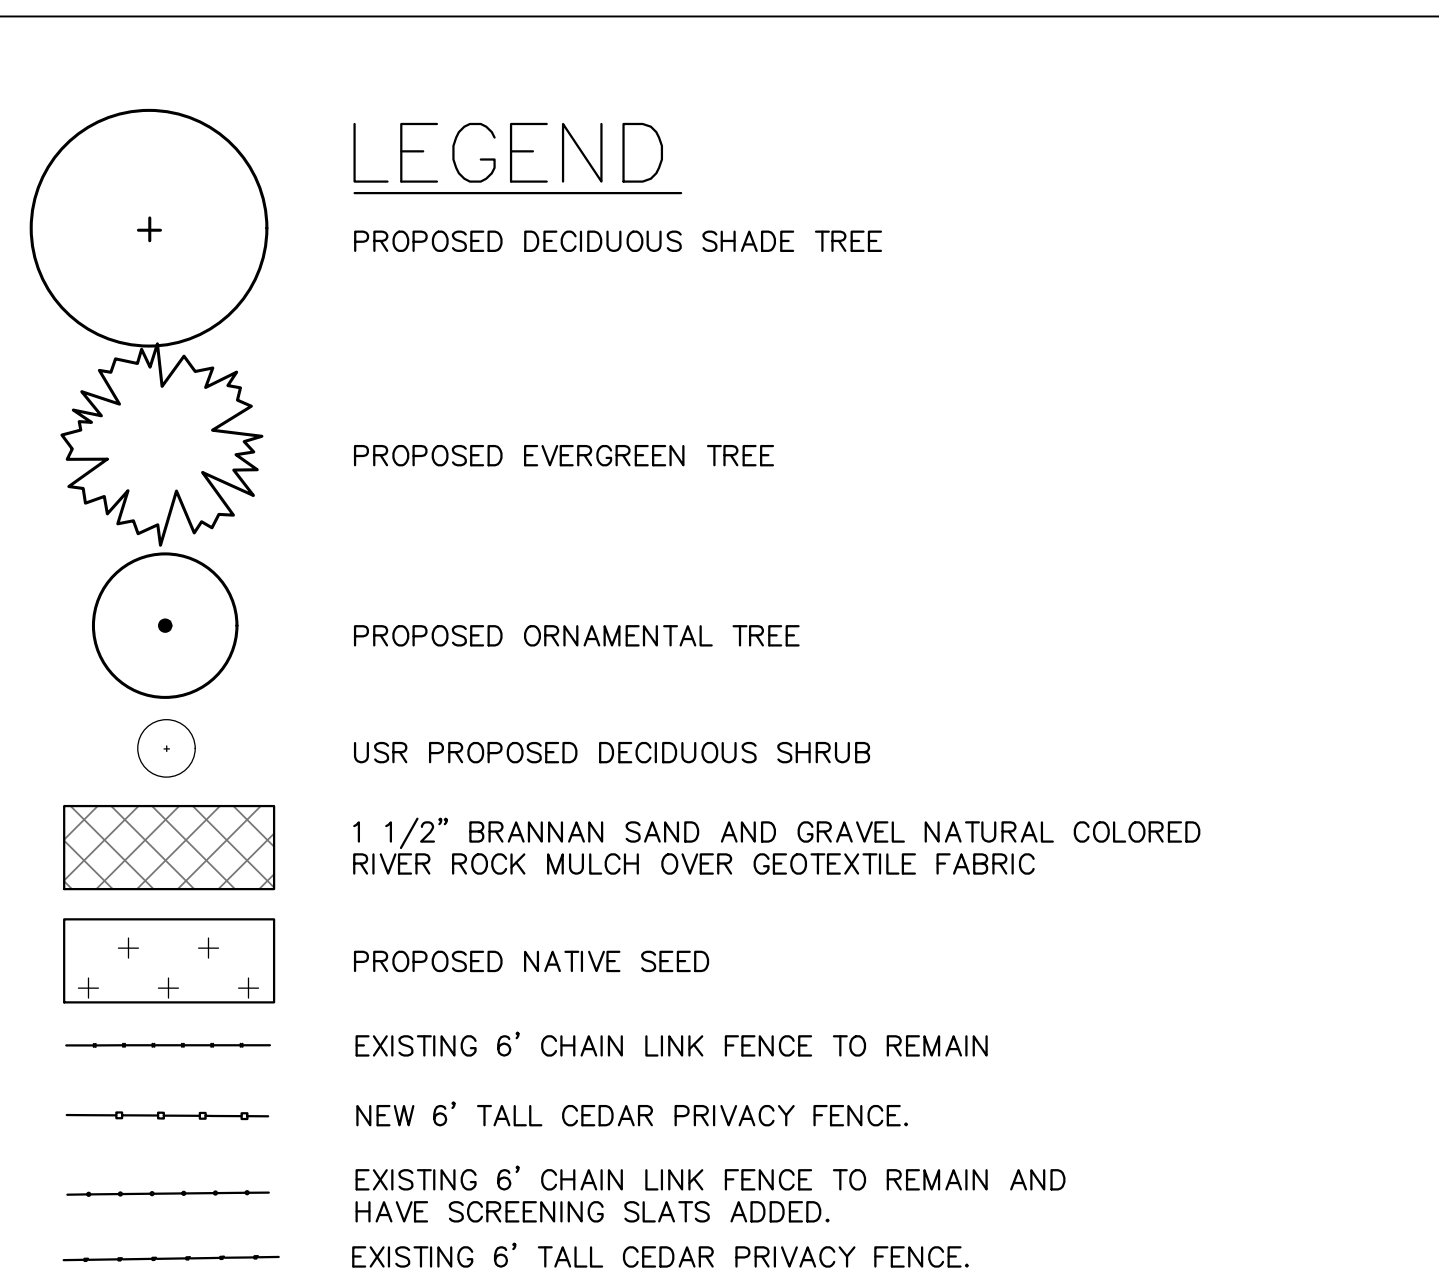 LEGEND
PROPOSED DECIDUOUS SHADE TREE
PROPOSED EVERGREEN TREE
PROPOSED ORNAMENTAL TREE
USR PROPOSED DECIDUOUS SHRUB
1 1/2" BRANNAN SAND AND GRAVEL NATURAL COLORED
RIVER ROCK MULCH OVER GEOTEXTILE FABRIC
PROPOSED NATIVE SEED
EXISTING 6' CHAIN LINK FENCE TO REMAIN
NEW 6' TALL CEDAR PRIVACY FENCE.
EXISTING 6' CHAIN LINK FENCE TO REMAIN AND
HAVE SCREENING SLATS ADDED.
EXISTING 6' TALL CEDAR PRIVACY FENCE.